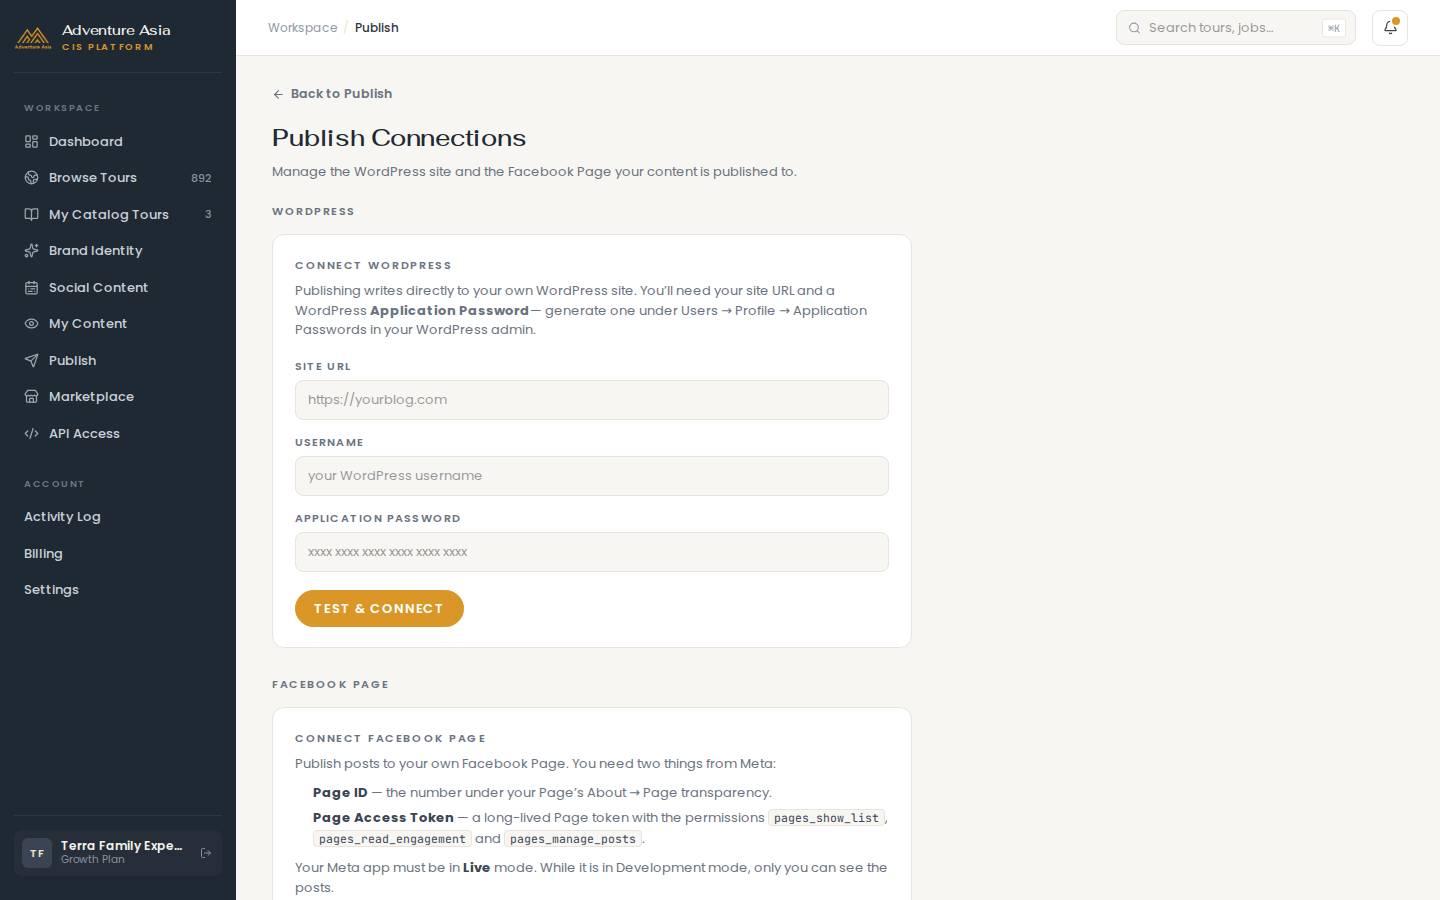 Adventure Asia
CIS PLATFORM
Adventure Asia
WORKSPACE
Dashboard
Browse Tours 892
My Catalog Tours 3
Brand Identity
Social Content
My Content
Publish
Marketplace
API Access
ACCOUNT
Activity Log
Billing
Settings
TF
Terra Family Expe...
Growth Plan
Workspace / Publish
Search tours, jobs... ⌘K
← Back to Publish
Publish Connections
Manage the WordPress site and the Facebook Page your content is published to.
WORDPRESS
CONNECT WORDPRESS
Publishing writes directly to your own WordPress site. You'll need your site URL and a
WordPress Application Password — generate one under Users → Profile → Application
Passwords in your WordPress admin.
SITE URL
https://yourblog.com
USERNAME
your WordPress username
APPLICATION PASSWORD
xxxx xxxx xxxx xxxx xxxx xxxx
TEST & CONNECT
FACEBOOK PAGE
CONNECT FACEBOOK PAGE
Publish posts to your own Facebook Page. You need two things from Meta:
Page ID — the number under your Page's About → Page transparency.
Page Access Token — a long-lived Page token with the permissions pages_show_list,
pages_read_engagement and pages_manage_posts.
Your Meta app must be in Live mode. While it is in Development mode, only you can see the
posts.